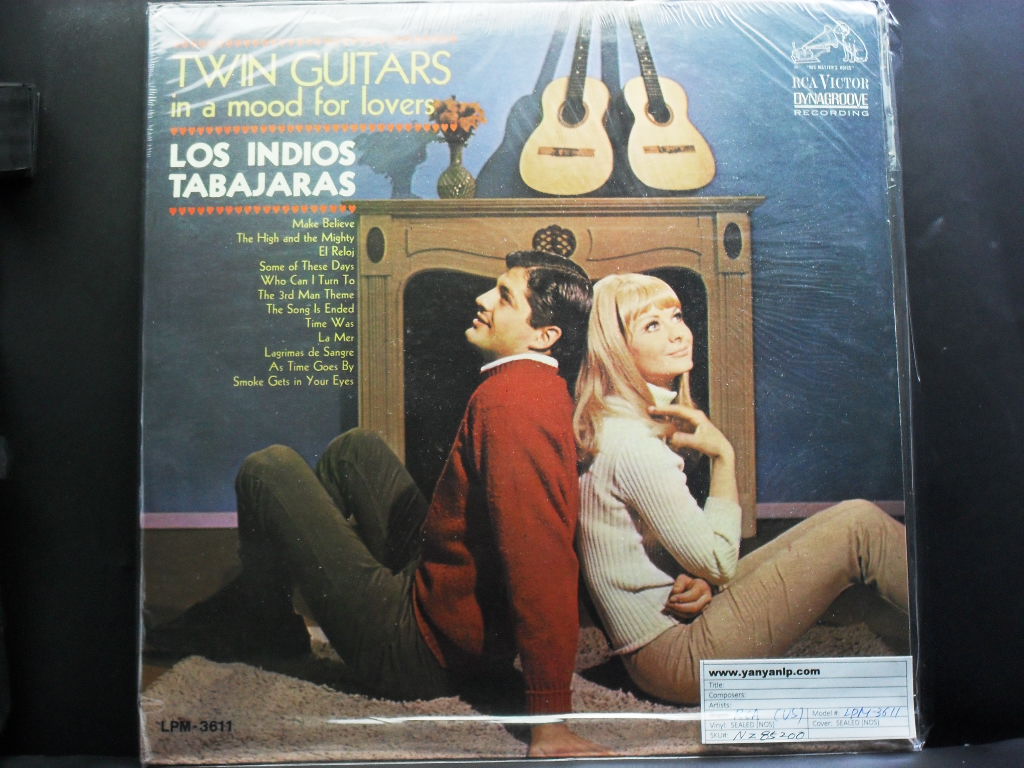 TWIN GUITARS
in a mood for lovers
LOS INDIOS
TABAJARAS
Make Believe
The High and the Mighty
El Reloj
Some of These Days
Who Can I Turn To
The 3rd Man Theme
The Song Is Ended
Time Was
La Mer
Lagrimas de Sangre
As Time Goes By
Smoke Gets in Your Eyes
"HIS MASTER'S VOICE"
RCA VICTOR
DYNAGROOVE
RECORDING
LPM-3611
www.yanyanlp.com
Title:
Composers:
Artists:
(US) Model #: LPM-3611
Vinyl: SEALED (NOS) Cover: SEALED (NOS)
SKU#: NZ85200